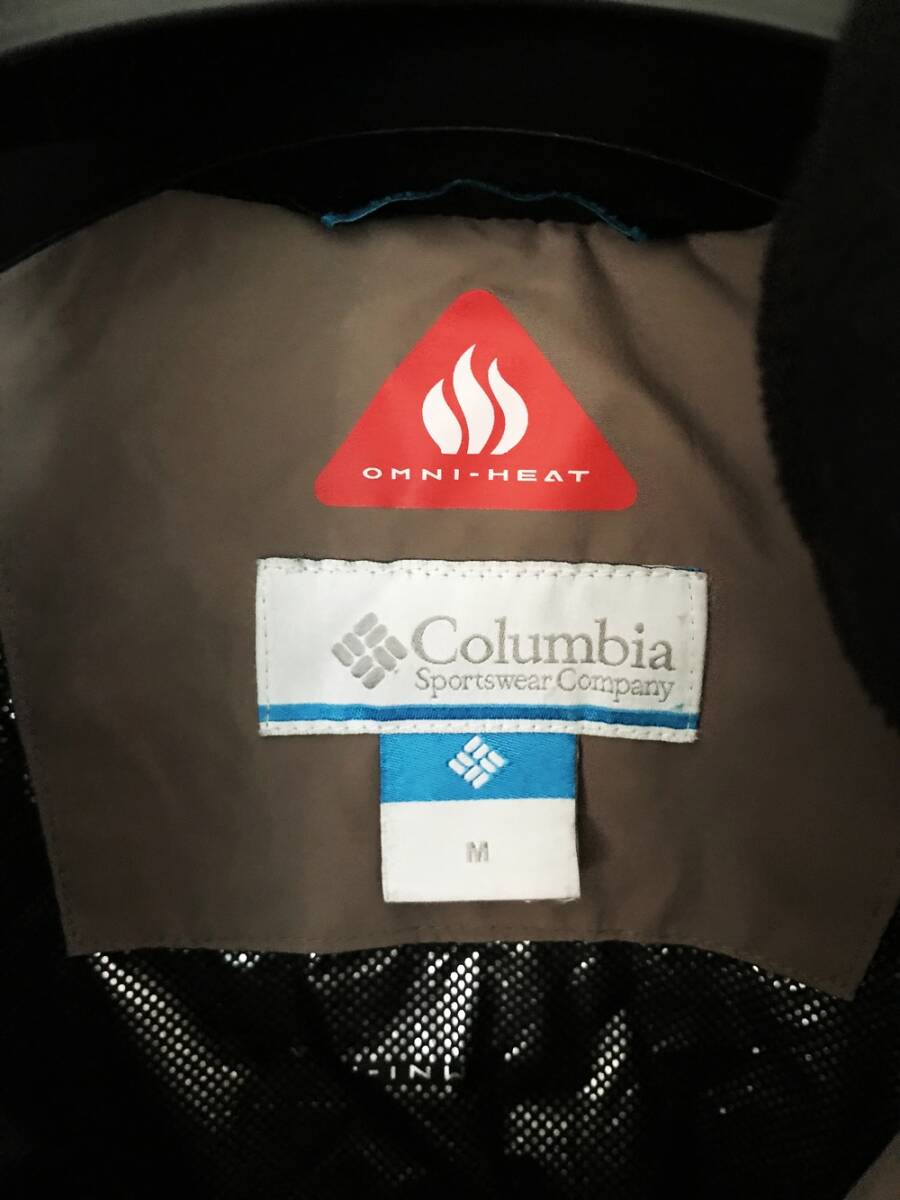 OMNI-HEAT
Columbia
Sportswear Company
M